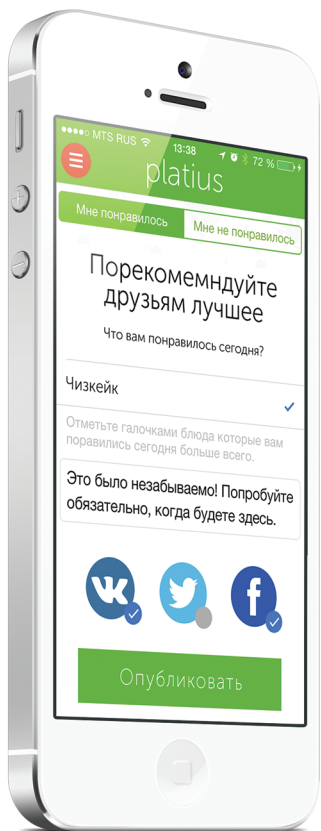 MTS RUS 13:38 72 %
platius
Мне понравилось Мне не понравилось
Порекомемндуйте
друзьям лучшее
Что вам понравилось сегодня?
Чизкейк
Отметьте галочками блюда которые вам
поравились сегодня больше всего.
Это было незабываемо! Попробуйте
обязательно, когда будете здесь.
Опубликовать